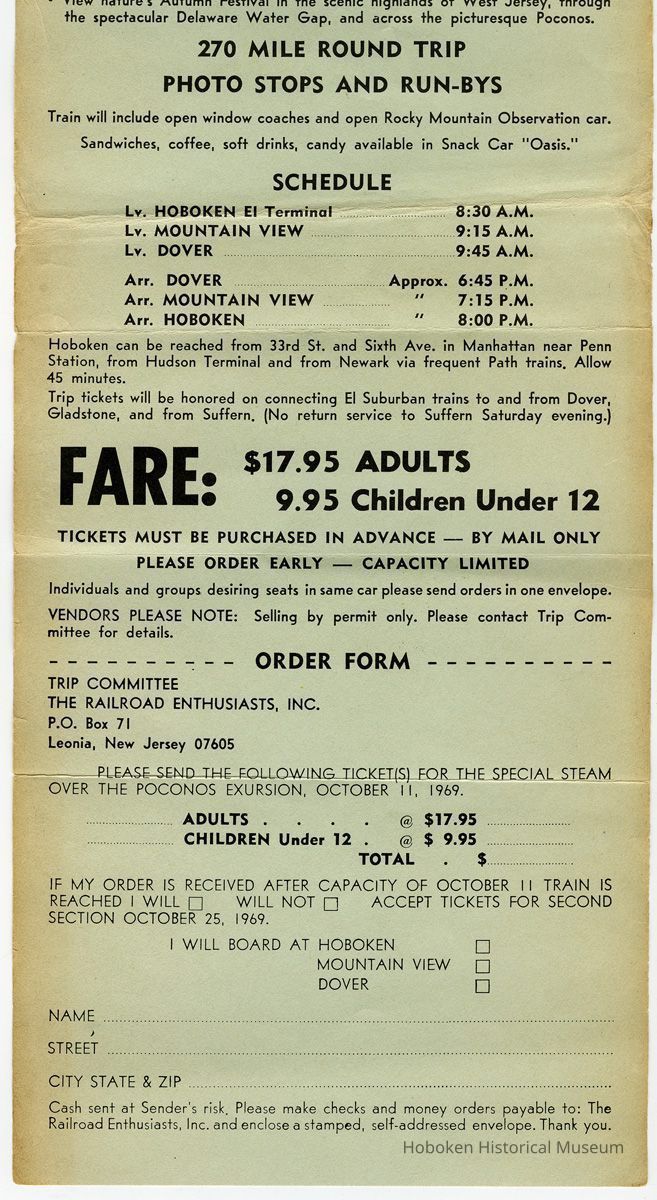 View nature's Autumn Festival in the scenic highlands of West Jersey, through
the spectacular Delaware Water Gap, and across the picturesque Poconos.
270 MILE ROUND TRIP
PHOTO STOPS AND RUN-BYS
Train will include open window coaches and open Rocky Mountain Observation car.
Sandwiches, coffee, soft drinks, candy available in Snack Car "Oasis."
SCHEDULE
Lv. HOBOKEN El Terminal ........................ 8:30 A.M.
Lv. MOUNTAIN VIEW ........................ 9:15 A.M.
Lv. DOVER ........................ 9:45 A.M.
Arr. DOVER ........................ Approx. 6:45 P.M.
Arr. MOUNTAIN VIEW ............ " 7:15 P.M.
Arr. HOBOKEN ........................ " 8:00 P.M.
Hoboken can be reached from 33rd St. and Sixth Ave. in Manhattan near Penn
Station, from Hudson Terminal and from Newark via frequent Path trains. Allow
45 minutes.
Trip tickets will be honored on connecting El Suburban trains to and from Dover,
Gladstone, and from Suffern. (No return service to Suffern Saturday evening.)
FARE: $17.95 ADULTS
9.95 Children Under 12
TICKETS MUST BE PURCHASED IN ADVANCE — BY MAIL ONLY
PLEASE ORDER EARLY — CAPACITY LIMITED
Individuals and groups desiring seats in same car please send orders in one envelope.
VENDORS PLEASE NOTE: Selling by permit only. Please contact Trip Com-
mittee for details.
- - - - - - - - - - ORDER FORM - - - - - - - - - -
TRIP COMMITTEE
THE RAILROAD ENTHUSIASTS, INC.
P.O. Box 71
Leonia, New Jersey 07605
PLEASE SEND THE FOLLOWING TICKET(S) FOR THE SPECIAL STEAM
OVER THE POCONOS EXURSION, OCTOBER 11, 1969.
............ ADULTS . . . . @ $17.95 ............
............ CHILDREN Under 12 . @ $ 9.95 ............
TOTAL . $............
IF MY ORDER IS RECEIVED AFTER CAPACITY OF OCTOBER 11 TRAIN IS
REACHED I WILL □ WILL NOT □ ACCEPT TICKETS FOR SECOND
SECTION OCTOBER 25, 1969.
I WILL BOARD AT HOBOKEN □
MOUNTAIN VIEW □
DOVER □
NAME ........................
STREET ........................
CITY STATE & ZIP ........................
Cash sent at Sender's risk. Please make checks and money orders payable to: The
Railroad Enthusiasts, Inc. and enclose a stamped, self-addressed envelope. Thank you.
Hoboken Historical Museum